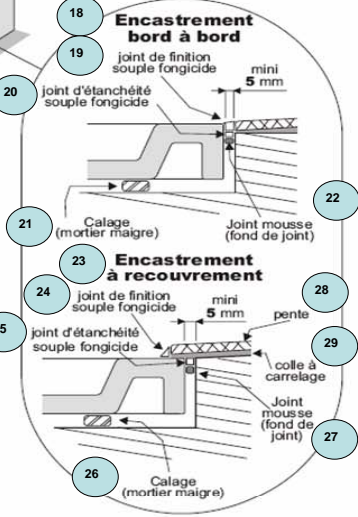 18
Encastrement
bord à bord
19
joint de finition
souple fongicide
mini
5 mm
20
joint d'étanchéité
souple fongicide
22
21
Calage
(mortier maigre)
Joint mousse
(fond de joint)
23
Encastrement
à recouvrement
24
joint de finition
souple fongicide
mini
5 mm
28
pente
5
joint d'étanchéité
souple fongicide
29
colle à
carrelage
Joint
mousse
(fond de
joint)
27
26
Calage
(mortier maigre)